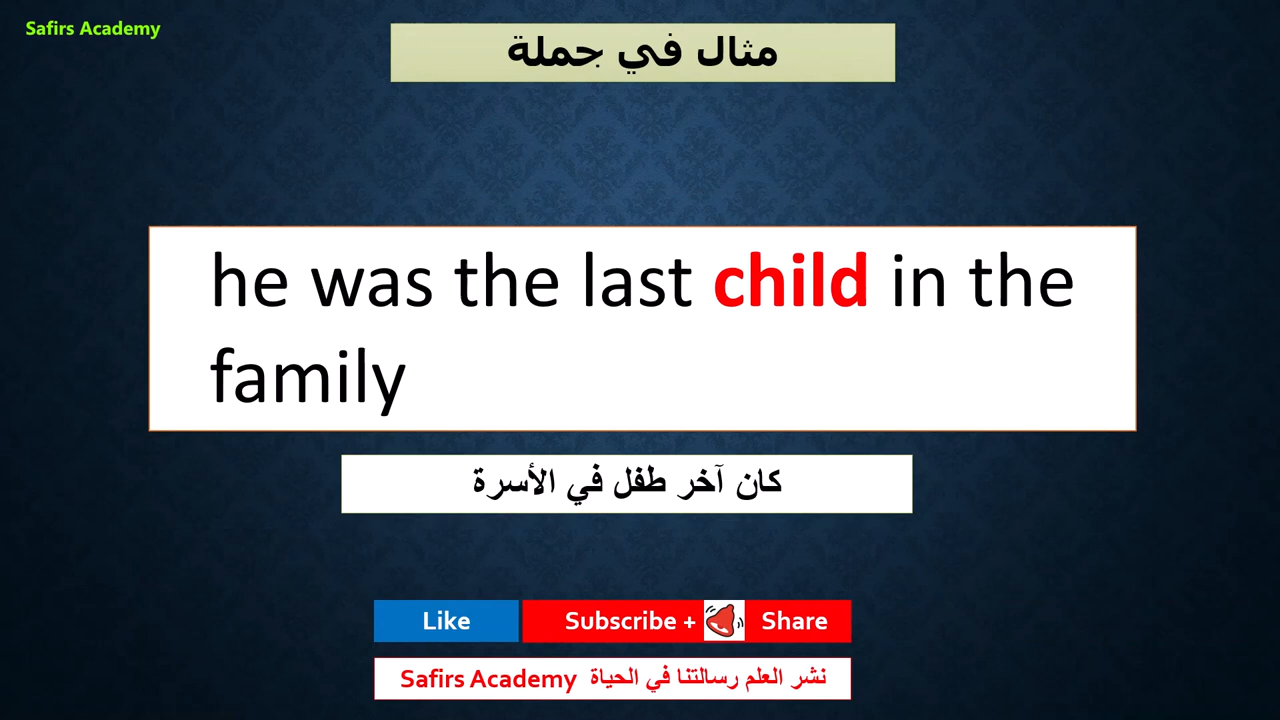 Safirs Academy
مثال في جملة
he was the last child in the
family
كان آخر طفل في الأسرة
Like Subscribe + Share
Safirs Academy نشر العلم رسالتنا في الحياة